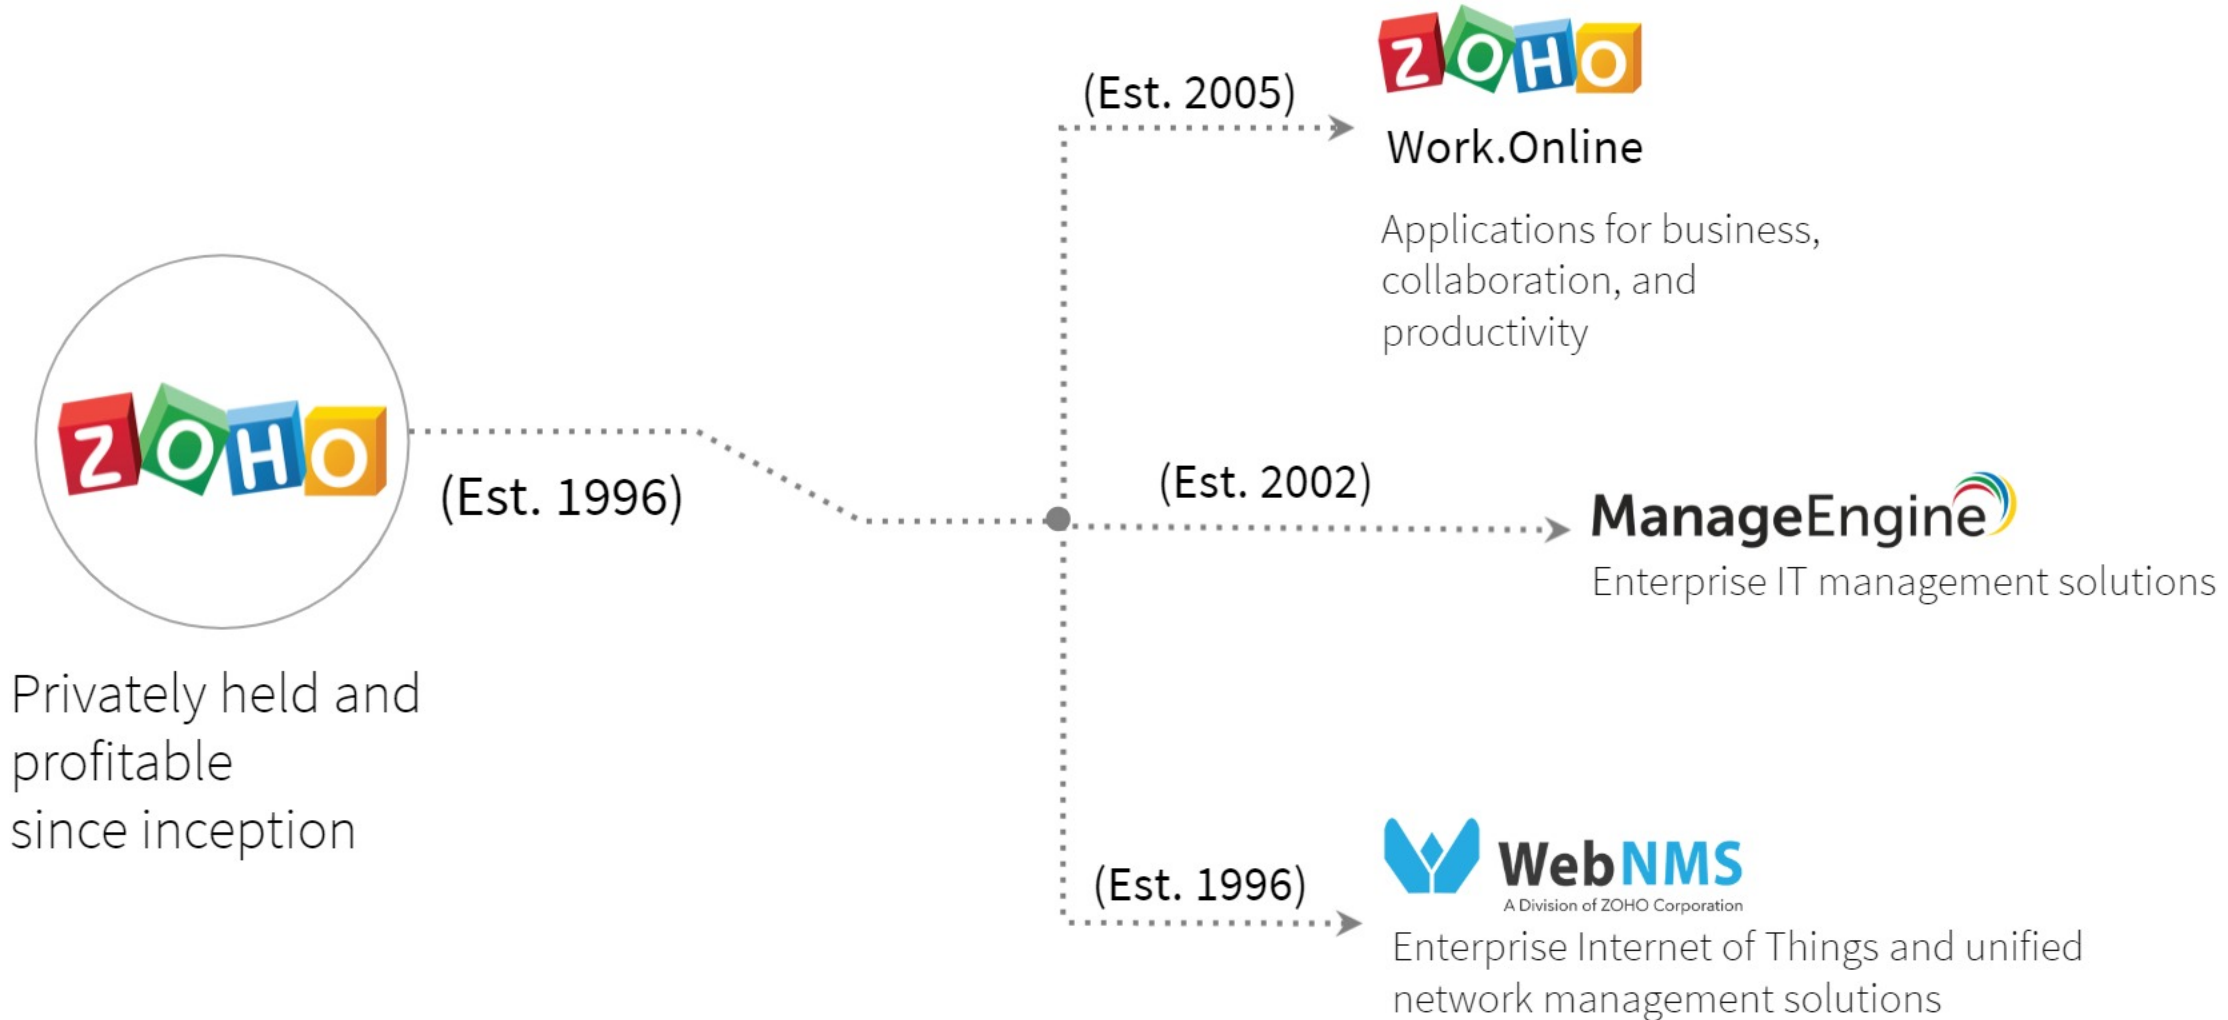 ZOHO
(Est. 1996)
Privately held and
profitable
since inception
(Est. 2005)
ZOHO
Work.Online
Applications for business,
collaboration, and
productivity
(Est. 2002)
ManageEngine
Enterprise IT management solutions
(Est. 1996)
WebNMS
A Division of ZOHO Corporation
Enterprise Internet of Things and unified
network management solutions